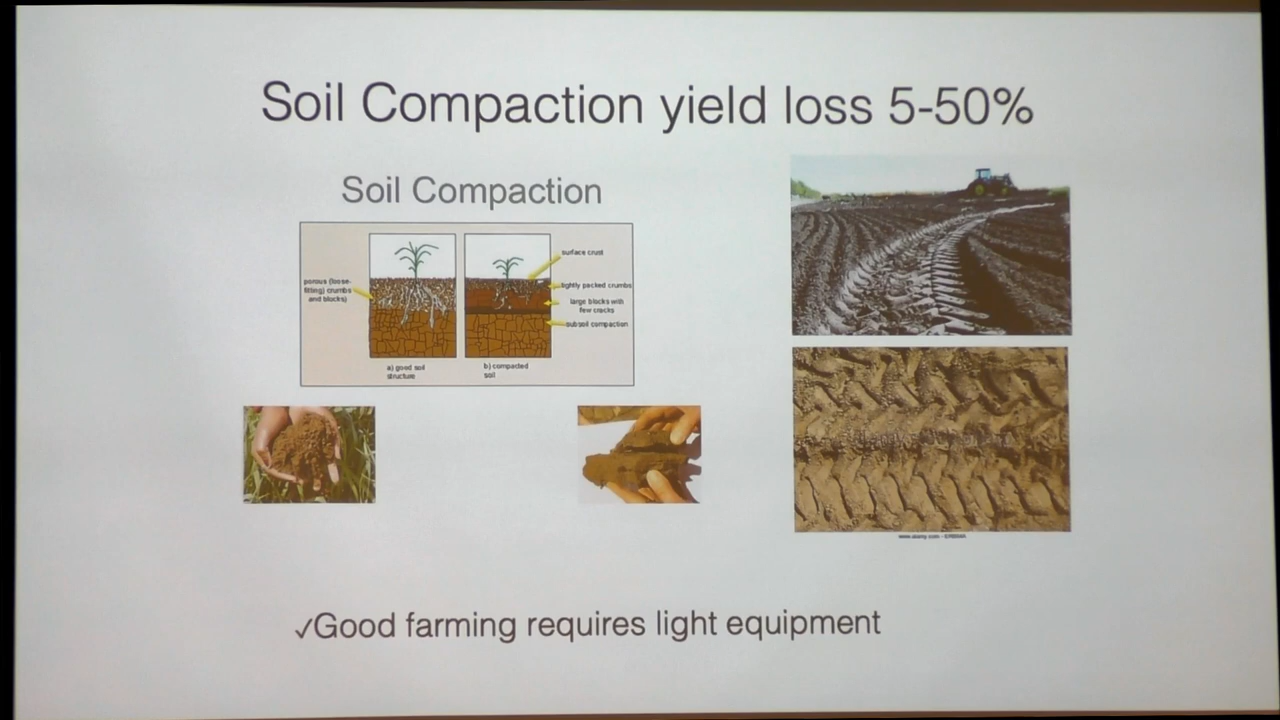 Soil Compaction yield loss 5-50%
Soil Compaction
porous (loose-
fitting) crumbs
and blocks)
surface crust
tightly packed crumbs
large blocks with
few cracks
subsoil compaction
a) good soil
structure
b) compacted
soil
✓Good farming requires light equipment